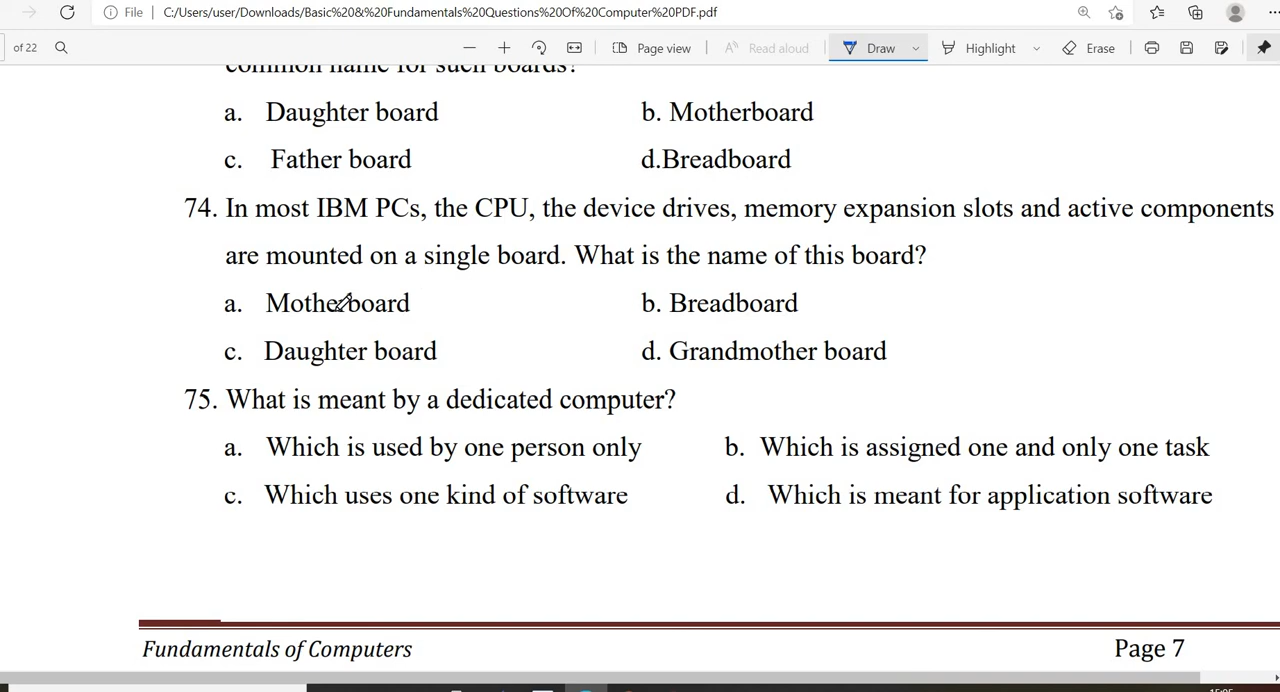 File C:/Users/user/Downloads/Basic%20&%20Fundamentals%20Questions%20Of%20Computer%20PDF.pdf
of 22 Page view Read aloud Draw Highlight Erase
common name for such boards?
a. Daughter board b. Motherboard
c. Father board d.Breadboard
74. In most IBM PCs, the CPU, the device drives, memory expansion slots and active components
are mounted on a single board. What is the name of this board?
a. Motherboard b. Breadboard
c. Daughter board d. Grandmother board
75. What is meant by a dedicated computer?
a. Which is used by one person only b. Which is assigned one and only one task
c. Which uses one kind of software d. Which is meant for application software
Fundamentals of Computers Page 7